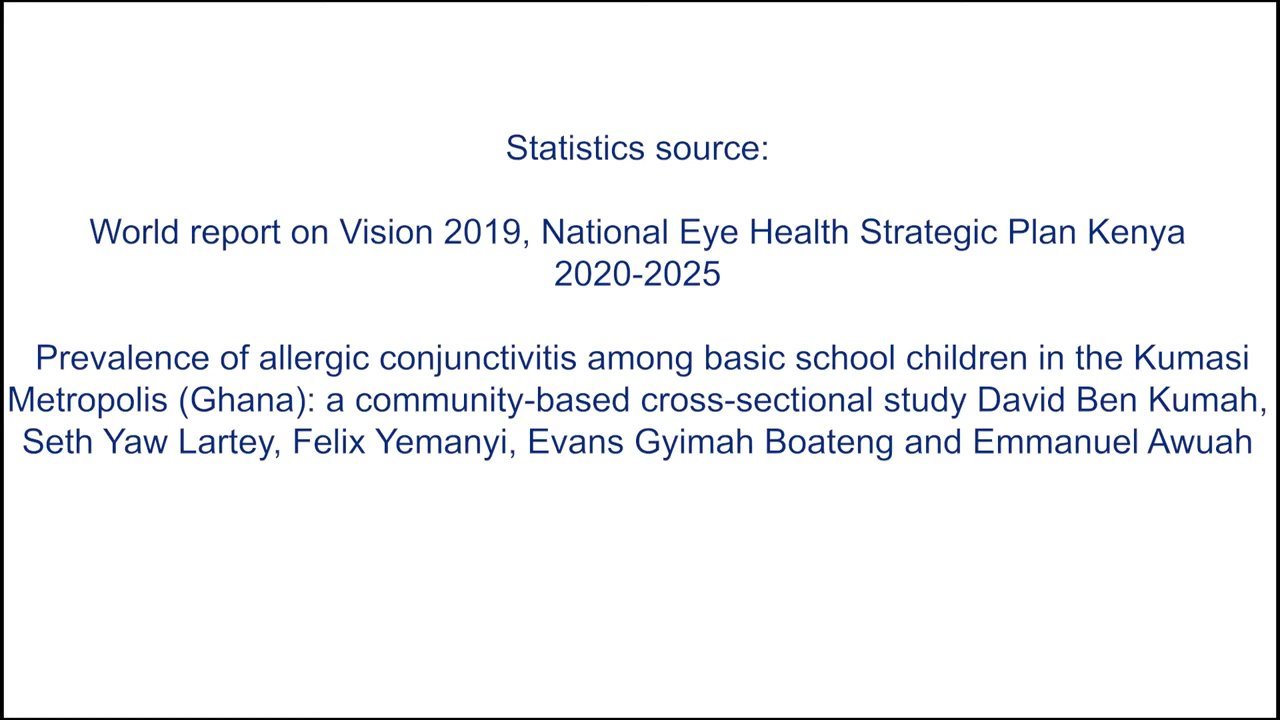 Statistics source:
World report on Vision 2019, National Eye Health Strategic Plan Kenya
2020-2025
Prevalence of allergic conjunctivitis among basic school children in the Kumasi
Metropolis (Ghana): a community-based cross-sectional study David Ben Kumah,
Seth Yaw Lartey, Felix Yemanyi, Evans Gyimah Boateng and Emmanuel Awuah